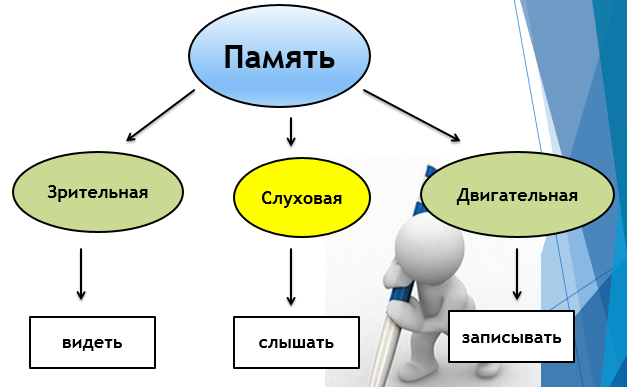 Память
Зрительная
Слуховая
Двигательная
видеть
слышать
записывать